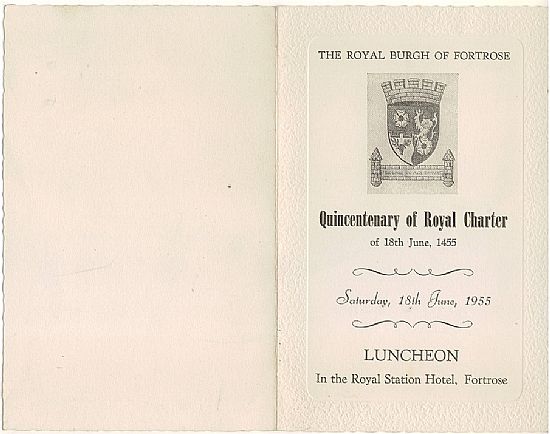 THE ROYAL BURGH OF FORTROSE
Quincentenary of Royal Charter
of 18th June, 1455
Saturday, 18th June, 1955
LUNCHEON
In the Royal Station Hotel, Fortrose